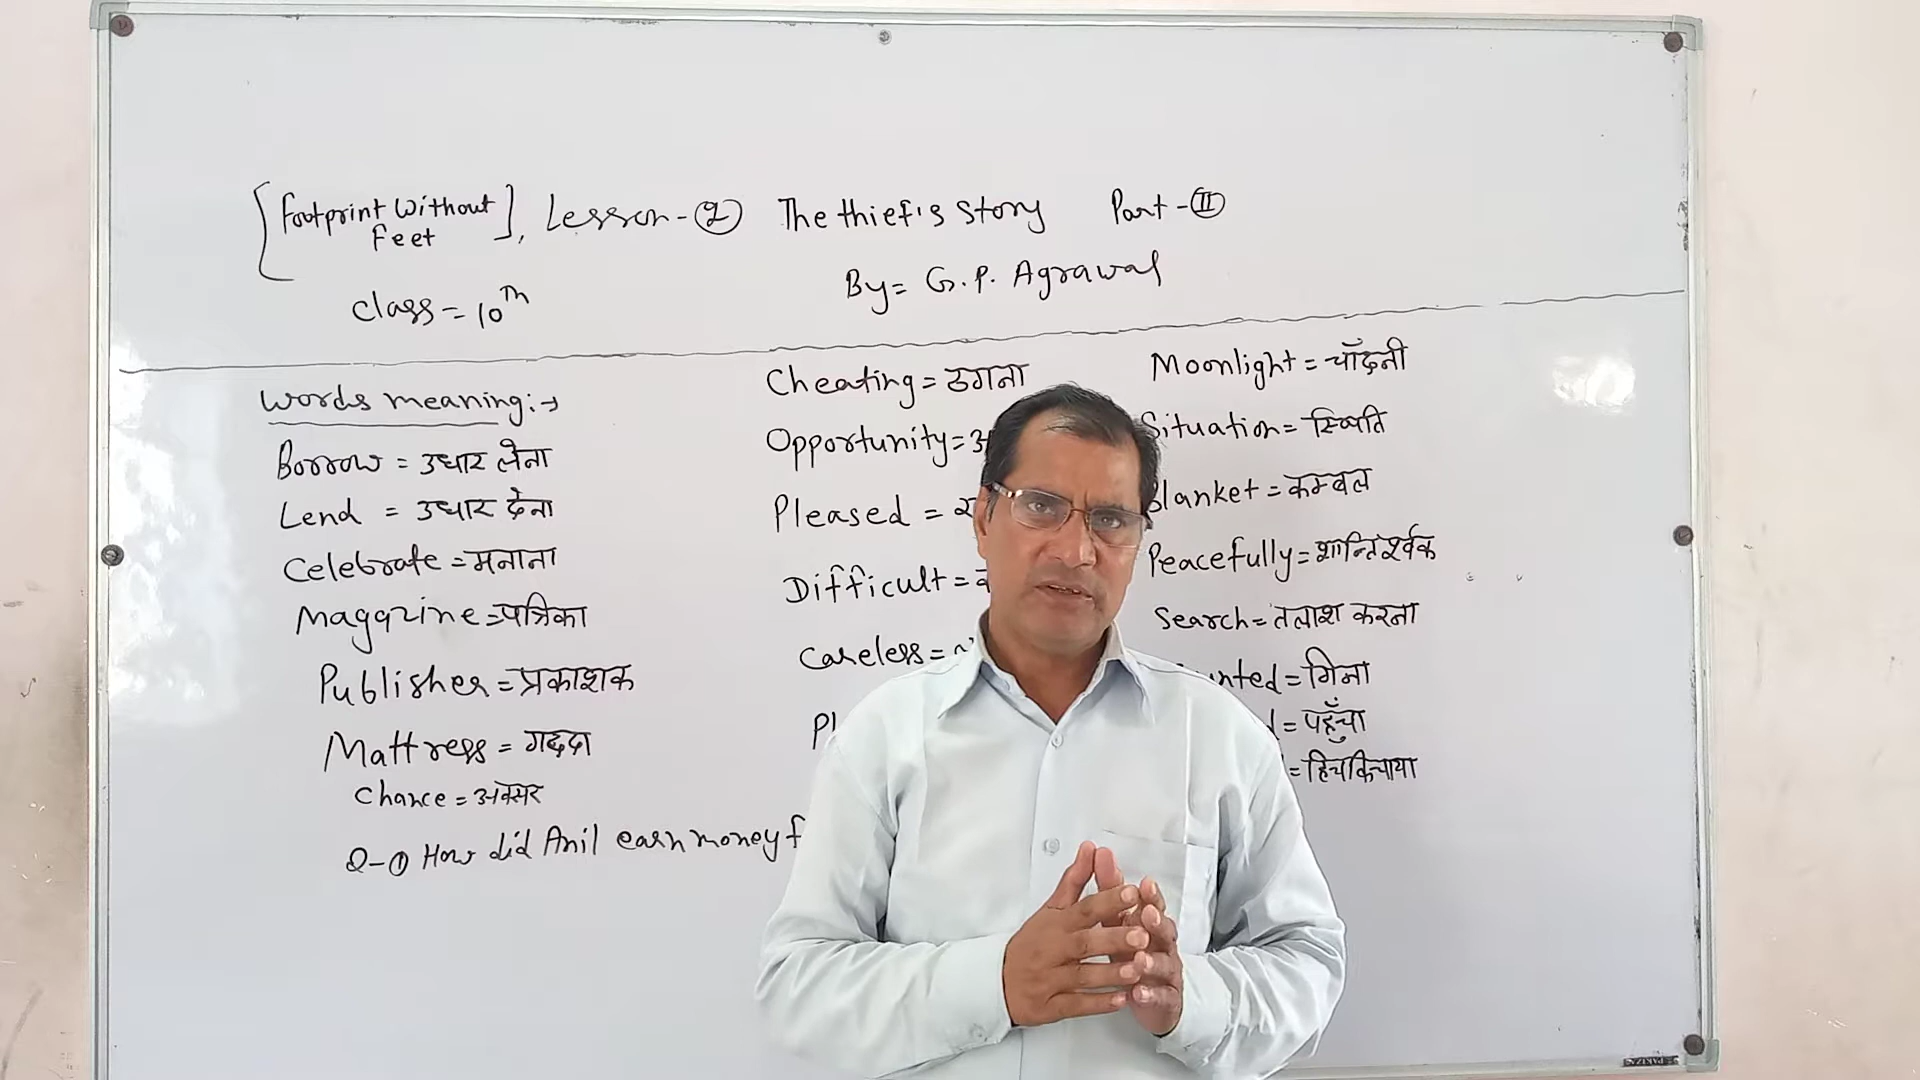 [Footprint Without Feet], Lesson-② The thief's Story Part-Ⅱ
Class = 10Th
By= G.P. Agrawal
Words meaning:→
Borrow = उधार लेना
Lend = उधार देना
Celebrate = मनाना
Magazine = पत्रिका
Publisher = प्रकाशक
Mattress = गद्दा
Chance = अवसर
Cheating = ठगना
Opportunity =
Pleased =
Difficult =
Careless =
Moonlight = चाँदनी
Situation = स्थिति
Blanket = कम्बल
Peacefully = शान्तिपूर्वक
Search = तलाश करना
= गिना
= पहुँचा
= हिचकिचाया
Q-① How did Anil earn money